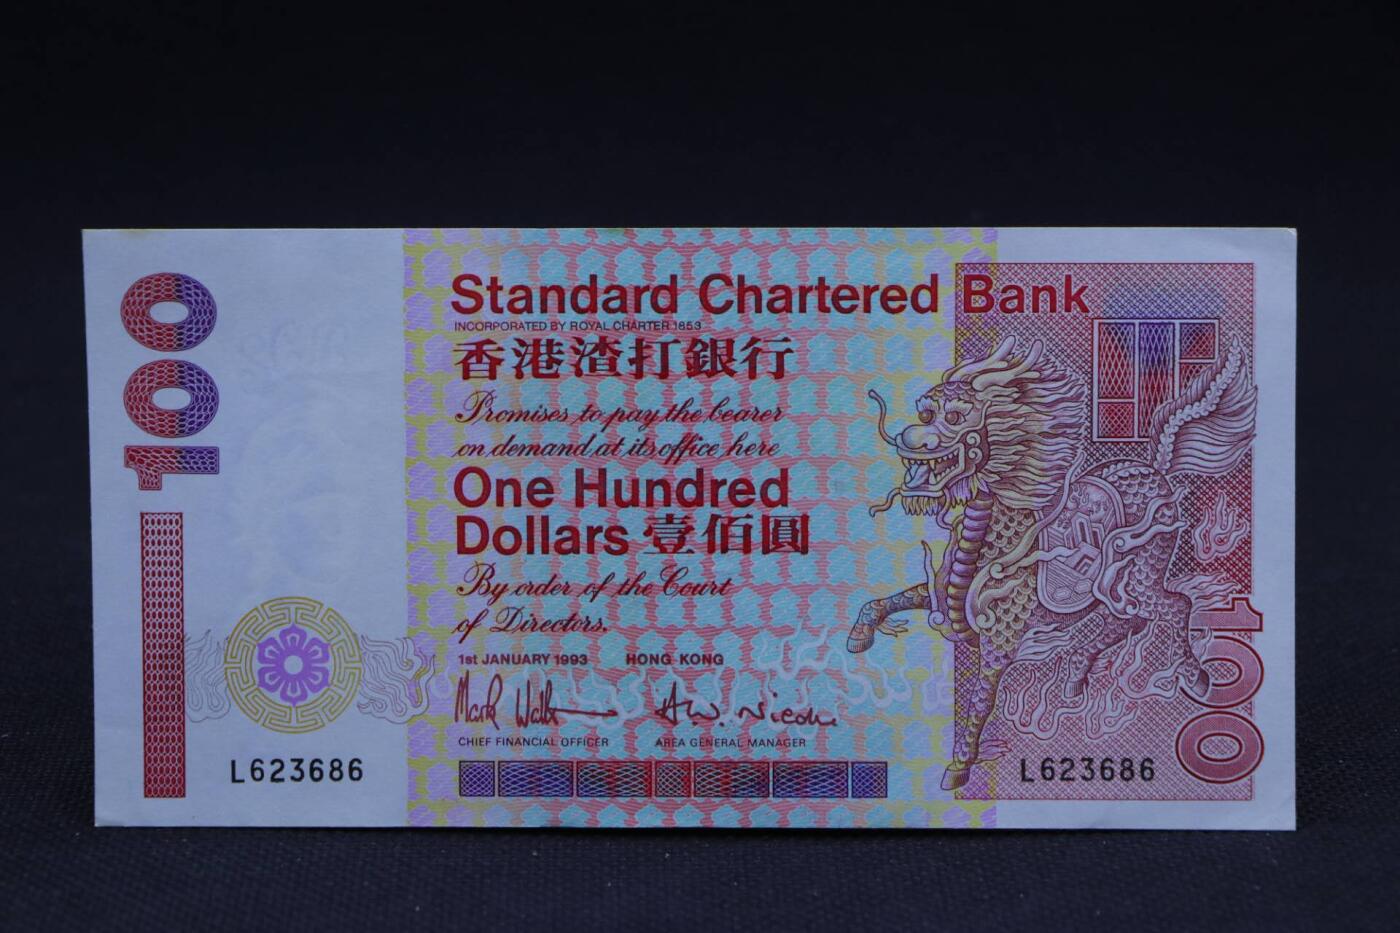 100
Standard Chartered Bank
INCORPORATED BY ROYAL CHARTER 1853
香港渣打銀行
Promises to pay the bearer
on demand at its office here
One Hundred
Dollars 壹佰圓
By order of the Court
of Directors.
1st JANUARY 1993 HONG KONG
CHIEF FINANCIAL OFFICER AREA GENERAL MANAGER
L623686 L623686
100